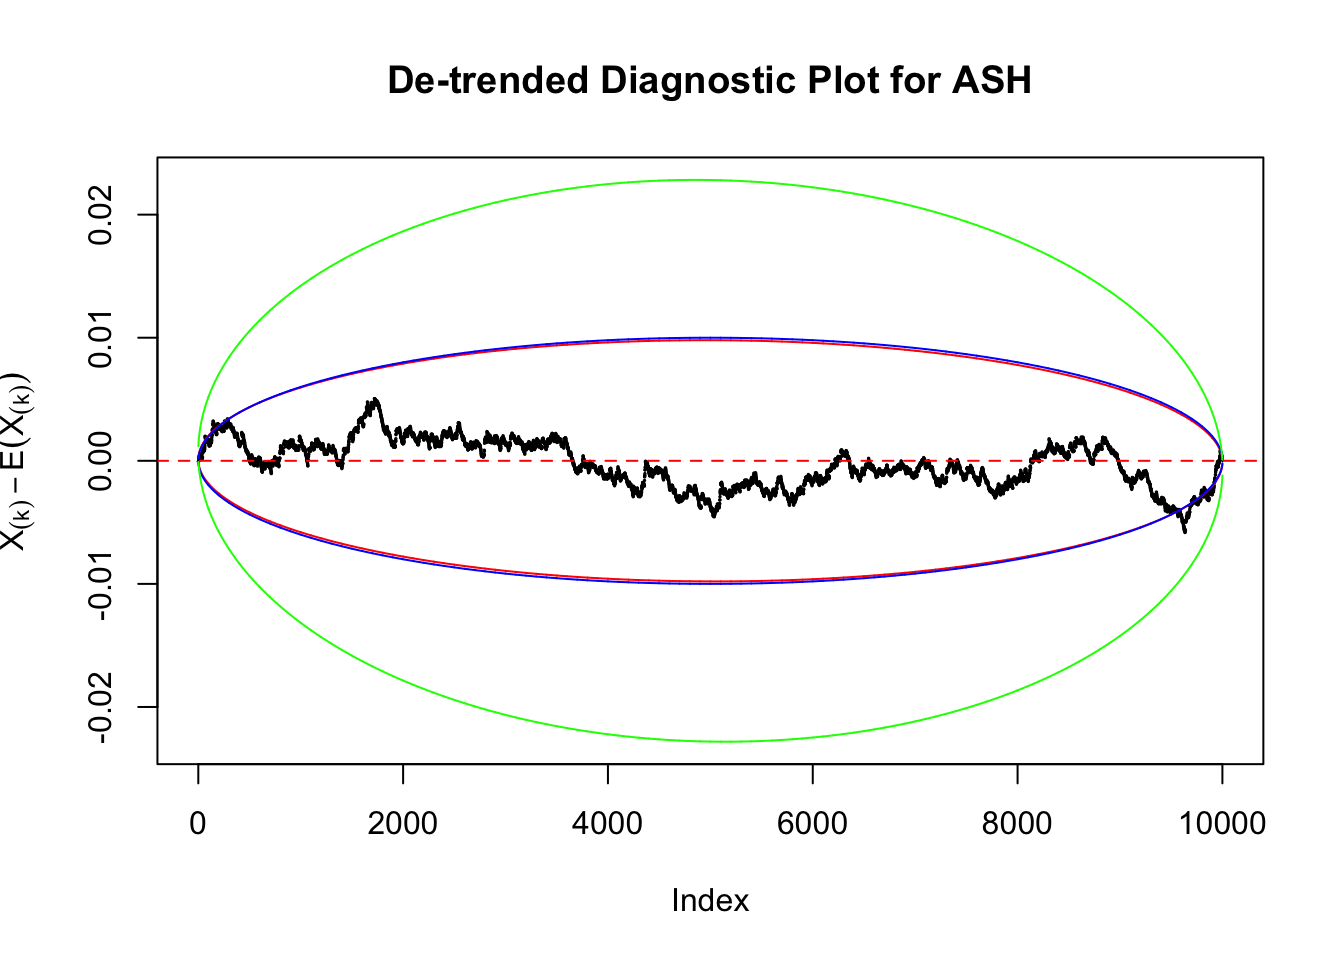 De-trended Diagnostic Plot for ASH
X(k) − E(X(k))
0.02
0.01
0.00
-0.01
-0.02
0 2000 4000 6000 8000 10000
Index